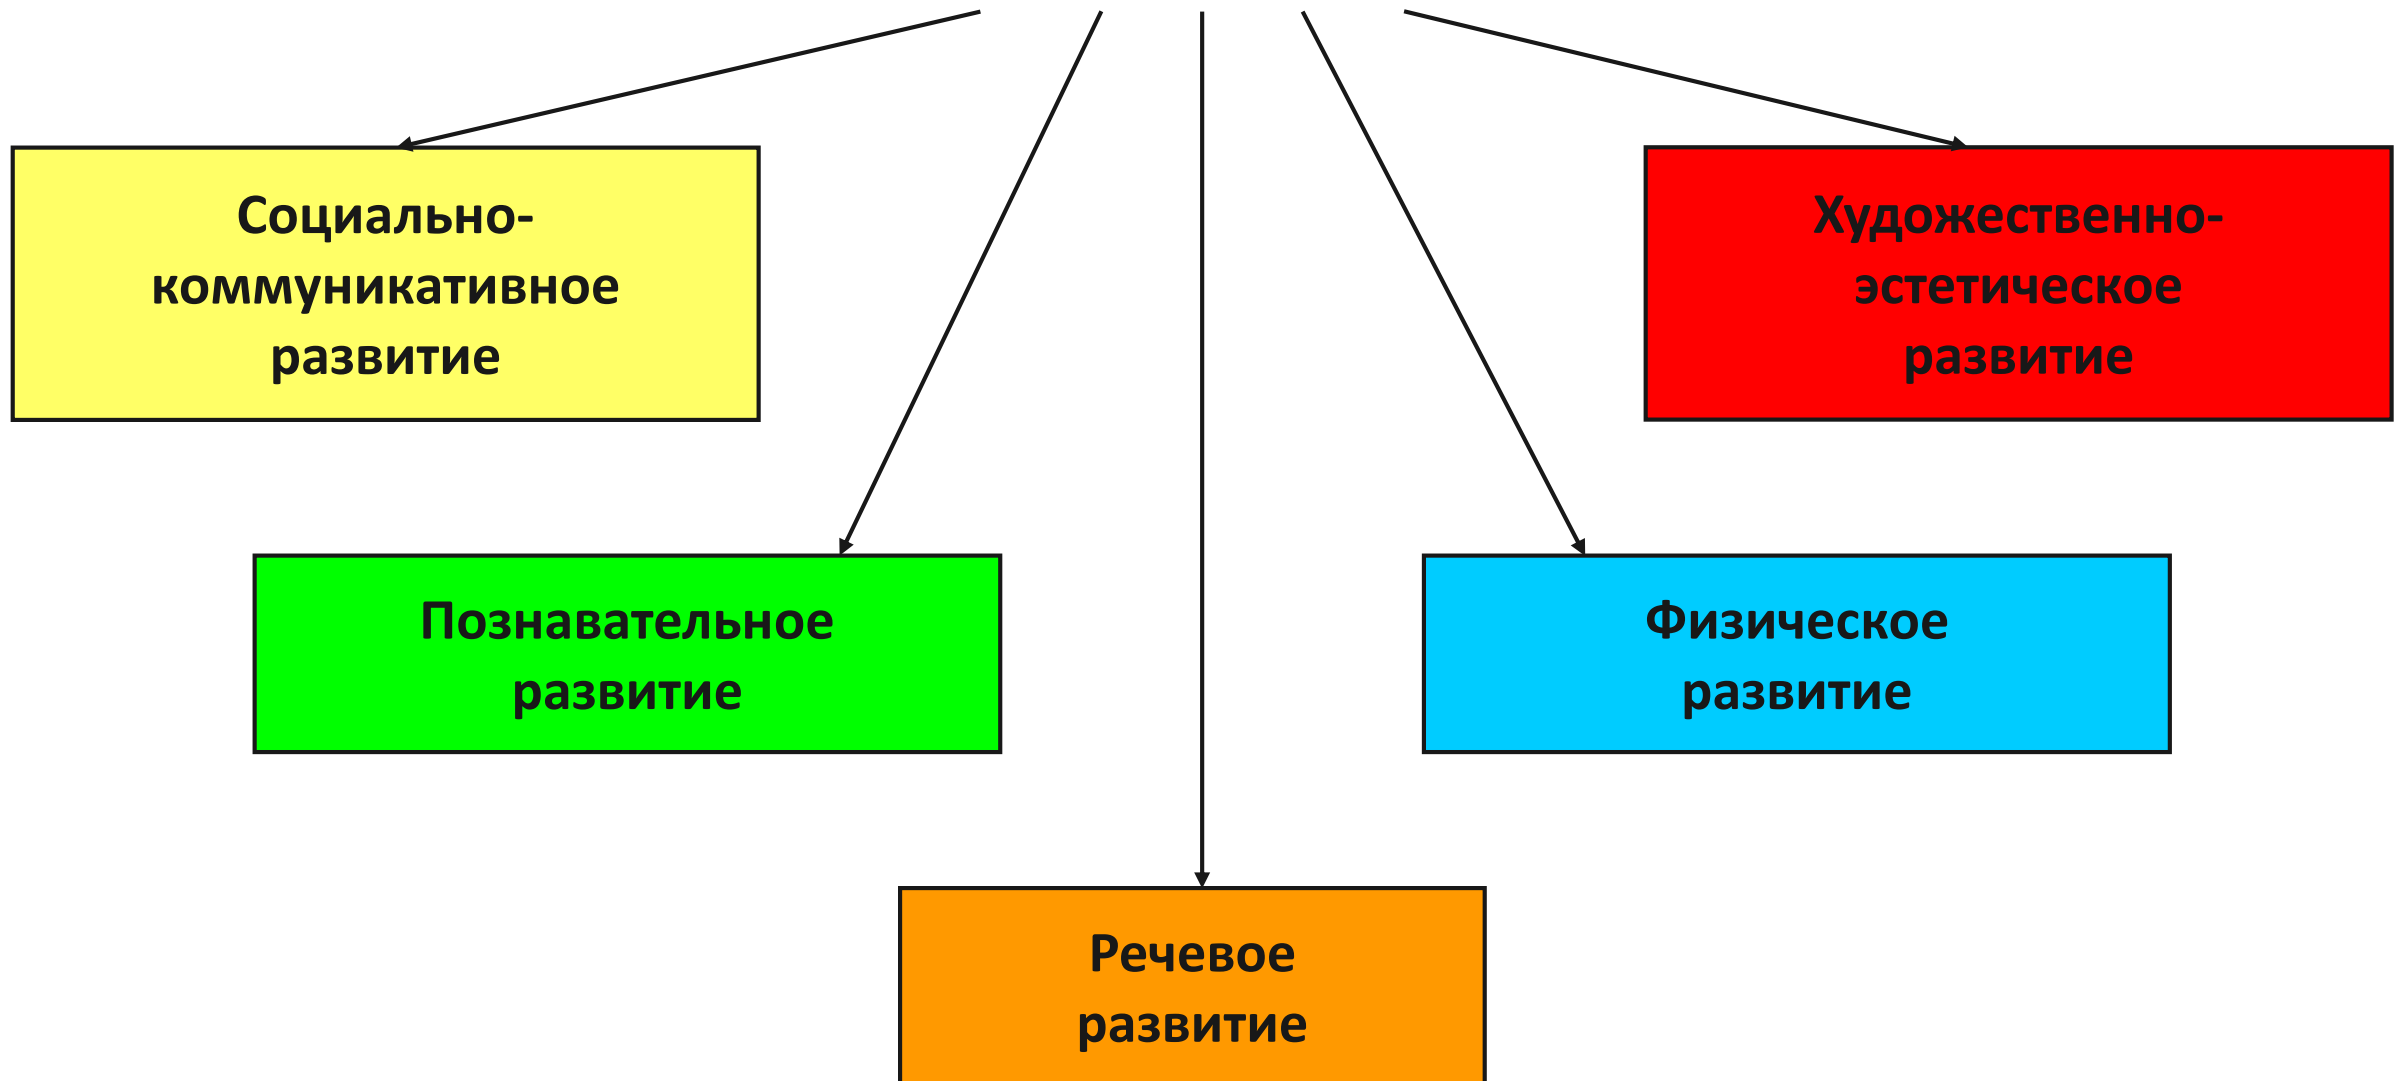 Социально-
коммуникативное
развитие
Художественно-
эстетическое
развитие
Познавательное
развитие
Физическое
развитие
Речевое
развитие